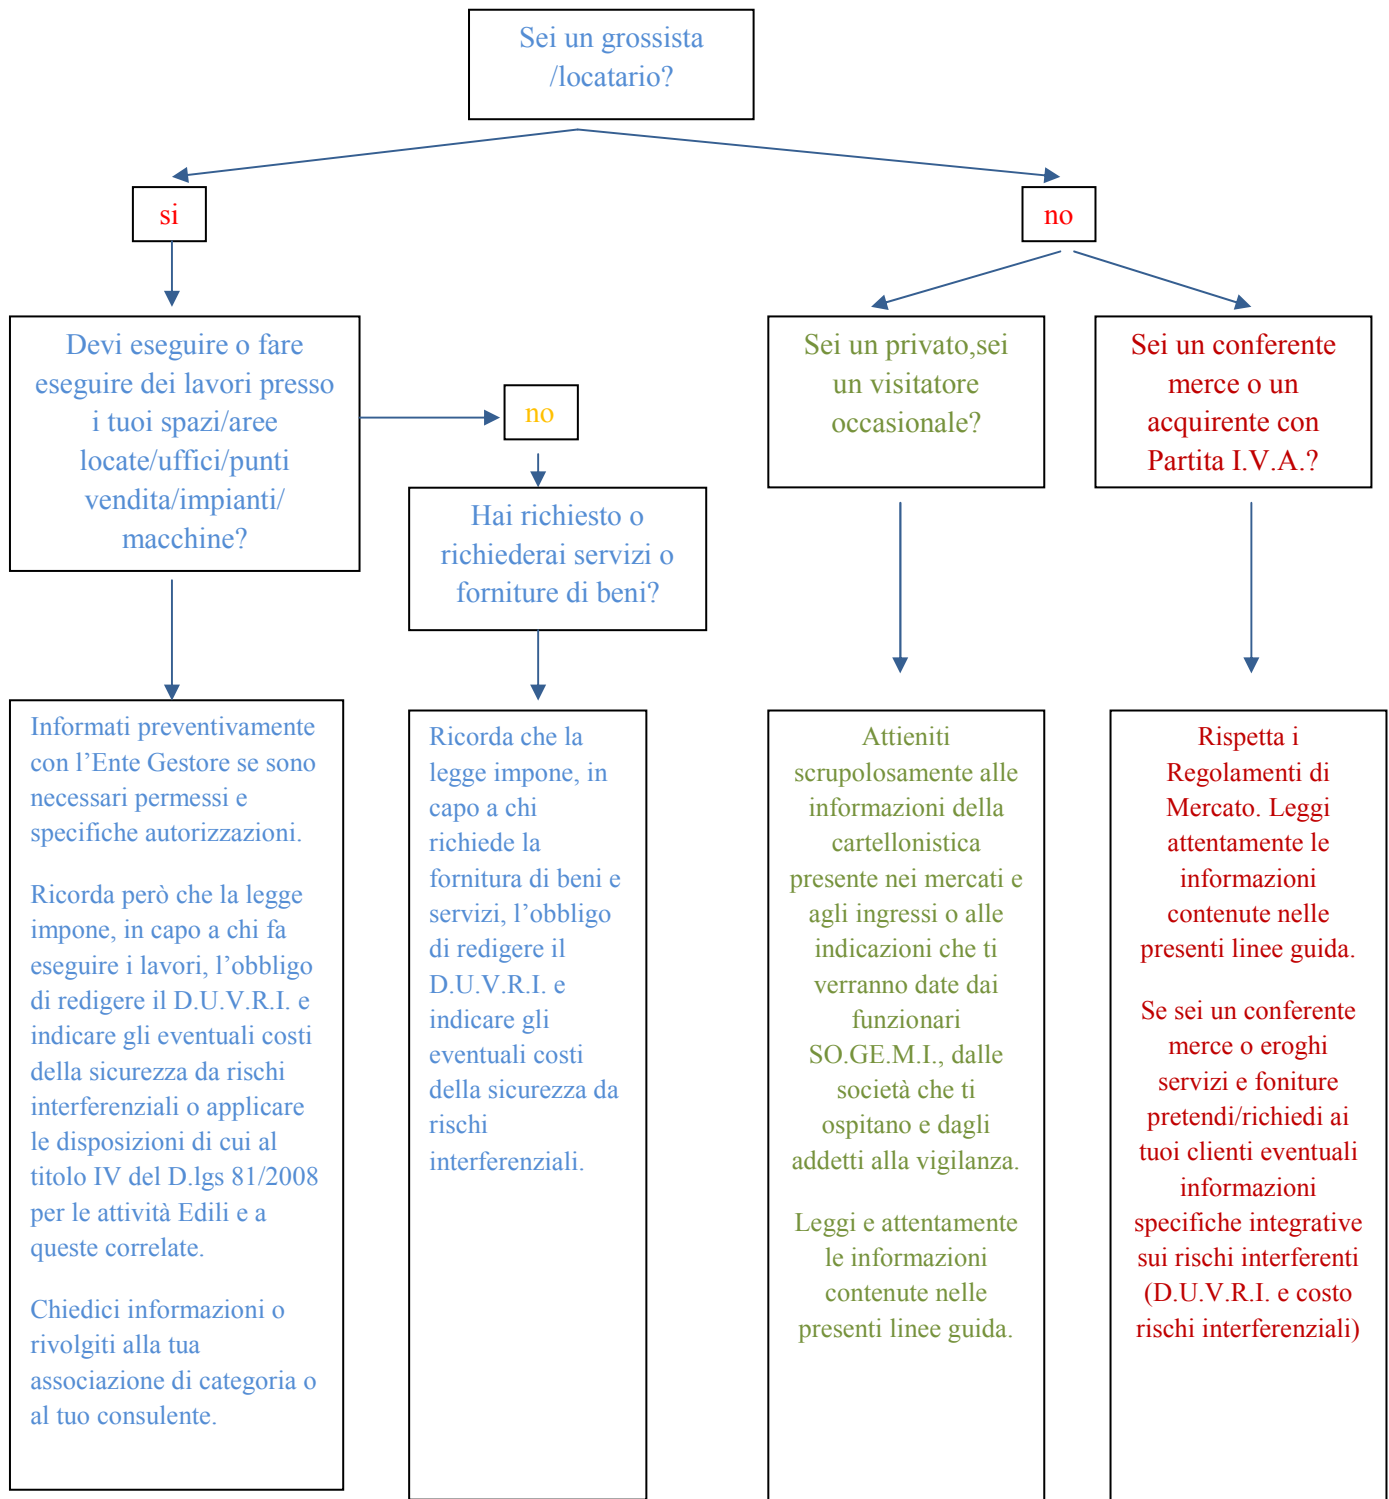 Sei un grossista
/locatario?
si
no
Devi eseguire o fare
eseguire dei lavori presso
i tuoi spazi/aree
locate/uffici/punti
vendita/impianti/
macchine?
no
Hai richiesto o
richiederai servizi o
forniture di beni?
Sei un privato,sei
un visitatore
occasionale?
Sei un conferente
merce o un
acquirente con
Partita I.V.A.?
Informati preventivamente
con l’Ente Gestore se sono
necessari permessi e
specifiche autorizzazioni.
Ricorda però che la legge
impone, in capo a chi fa
eseguire i lavori, l’obbligo
di redigere il D.U.V.R.I. e
indicare gli eventuali costi
della sicurezza da rischi
interferenziali o applicare
le disposizioni di cui al
titolo IV del D.lgs 81/2008
per le attività Edili e a
queste correlate.
Chiedici informazioni o
rivolgiti alla tua
associazione di categoria o
al tuo consulente.
Ricorda che la
legge impone, in
capo a chi
richiede la
fornitura di beni e
servizi, l’obbligo
di redigere il
D.U.V.R.I. e
indicare gli
eventuali costi
della sicurezza da
rischi
interferenziali.
Attieniti
scrupolosamente alle
informazioni della
cartellonistica
presente nei mercati e
agli ingressi o alle
indicazioni che ti
verranno date dai
funzionari
SO.GE.M.I., dalle
società che ti
ospitano e dagli
addetti alla vigilanza.
Leggi e attentamente
le informazioni
contenute nelle
presenti linee guida.
Rispetta i
Regolamenti di
Mercato. Leggi
attentamente le
informazioni
contenute nelle
presenti linee guida.
Se sei un conferente
merce o eroghi
servizi e foniture
pretendi/richiedi ai
tuoi clienti eventuali
informazioni
specifiche integrative
sui rischi interferenti
(D.U.V.R.I. e costo
rischi interferenziali)